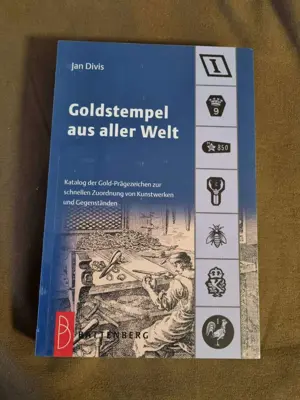 Jan Divis
Goldstempel
aus aller Welt
Katalog der Gold-Prägezeichen zur
schnellen Zuordnung von Kunstwerken
und Gegenständen
9
850
BATTENBERG